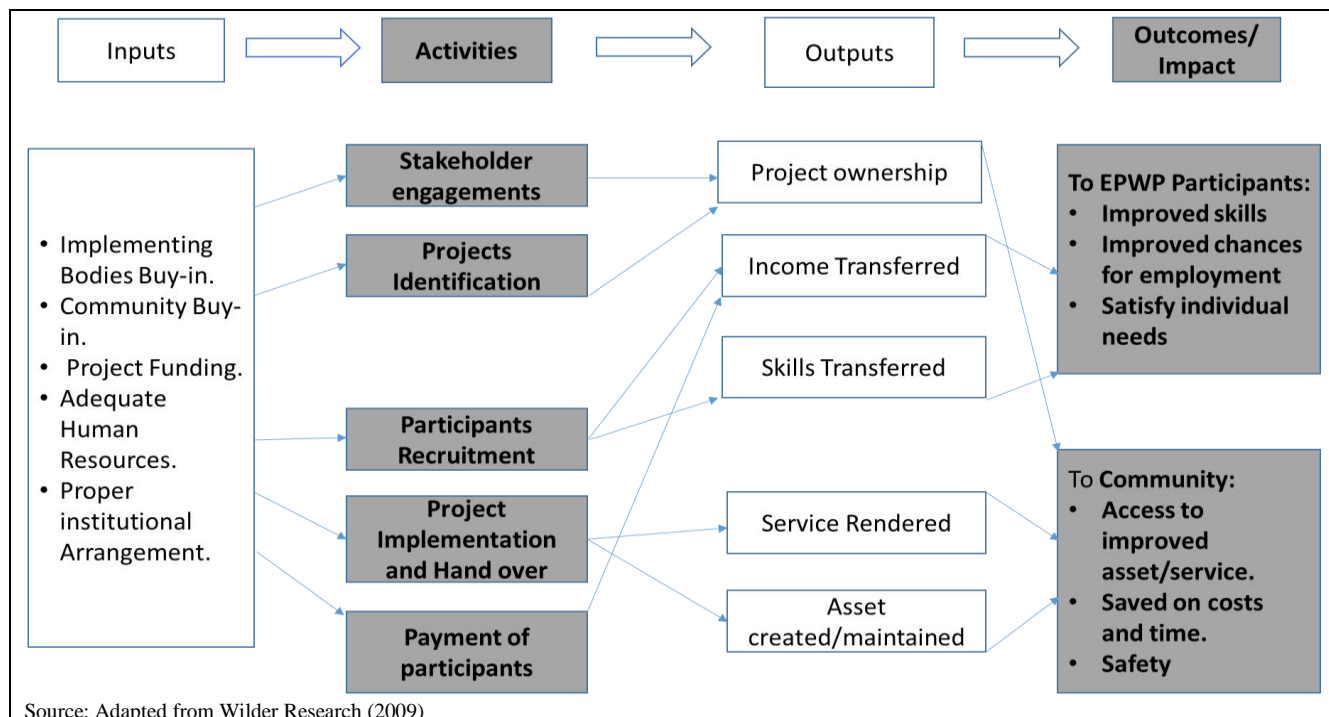 Inputs
Activities
Outputs
Outcomes/
Impact
• Implementing
Bodies Buy-in.
• Community Buy-
in.
• Project Funding.
• Adequate
Human
Resources.
• Proper
institutional
Arrangement.
Stakeholder
engagements
Projects
Identification
Participants
Recruitment
Project
Implementation
and Hand over
Payment of
participants
Project ownership
Income Transferred
Skills Transferred
Service Rendered
Asset
created/maintained
To EPWP Participants:
• Improved skills
• Improved chances
for employment
• Satisfy individual
needs
To Community:
• Access to
improved
asset/service.
• Saved on costs
and time.
• Safety
Source: Adapted from Wilder Research (2009)